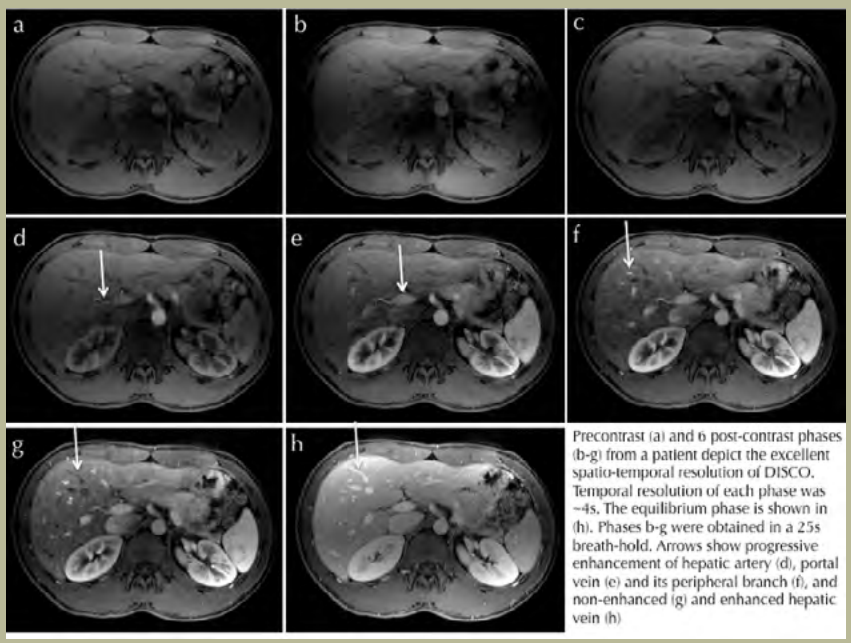 a
b
c
d
e
f
g
h
Precontrast (a) and 6 post-contrast phases
(b-g) from a patient depict the excellent
spatio-temporal resolution of DISCO.
Temporal resolution of each phase was
~4s. The equilibrium phase is shown in
(h). Phases b-g were obtained in a 25s
breath-hold. Arrows show progressive
enhancement of hepatic artery (d), portal
vein (e) and its peripheral branch (f), and
non-enhanced (g) and enhanced hepatic
vein (h)